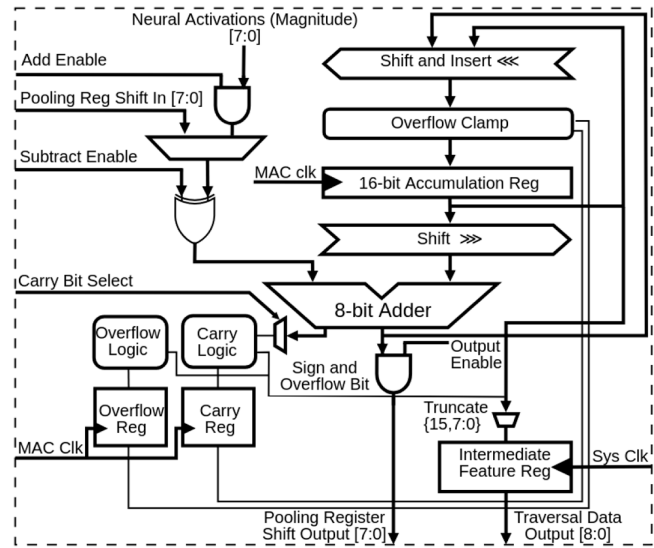 Neural Activations (Magnitude)
[7:0]
Add Enable
Pooling Reg Shift In [7:0]
Subtract Enable
Shift and Insert ⋘
Overflow Clamp
MAC clk
16-bit Accumulation Reg
Shift ⋙
Carry Bit Select
8-bit Adder
Overflow
Logic
Carry
Logic
Sign and
Overflow Bit
Output
Enable
Overflow
Reg
Carry
Reg
Truncate
{15,7:0}
MAC Clk
Intermediate
Feature Reg
Sys Clk
Pooling Register
Shift Output [7:0]
Traversal Data
Output [8:0]